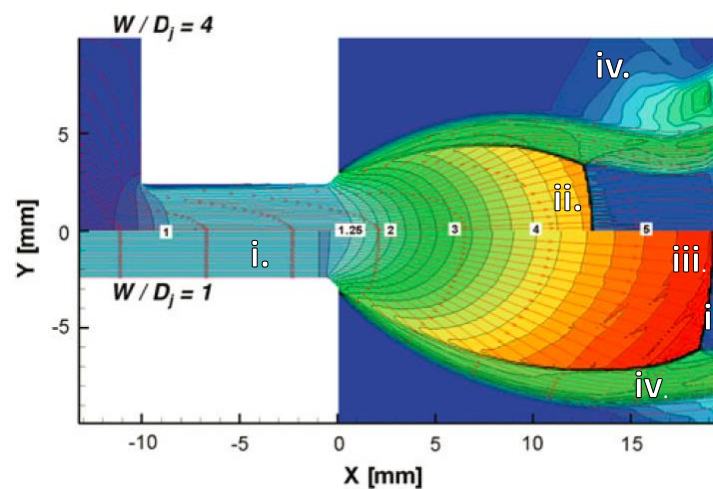 W / Dj = 4
iv.
5
ii.
0
1
1.25
2
3
4
5
i.
iii.
W / Dj = 1
i
-5
iv.
Y [mm]
-10
-5
0
5
10
15
X [mm]